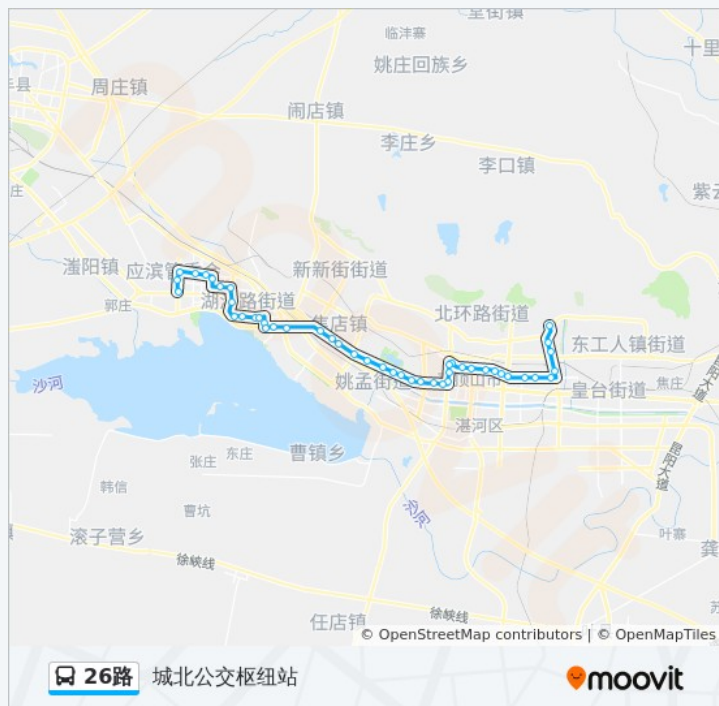 里街镇
临沣寨
十里
姚庄回族乡
丰县
周庄镇
闹店镇
李庄乡
李口镇
庄
紫云
滍阳镇
新新街街道
郭庄
湖滨路街道
焦店镇
北环路街道
东工人镇街道
沙河
姚孟街道
顶山市
皇台街道
焦庄
湛河区
昆阳大道
曹镇乡
张庄
东庄
韩信
曹坑
沙河
叶寨
滚子营乡
徐峡线
龚
任店镇
徐峡线
© OpenStreetMap contributors | © OpenMapTiles
26路
城北公交枢纽站
moovit